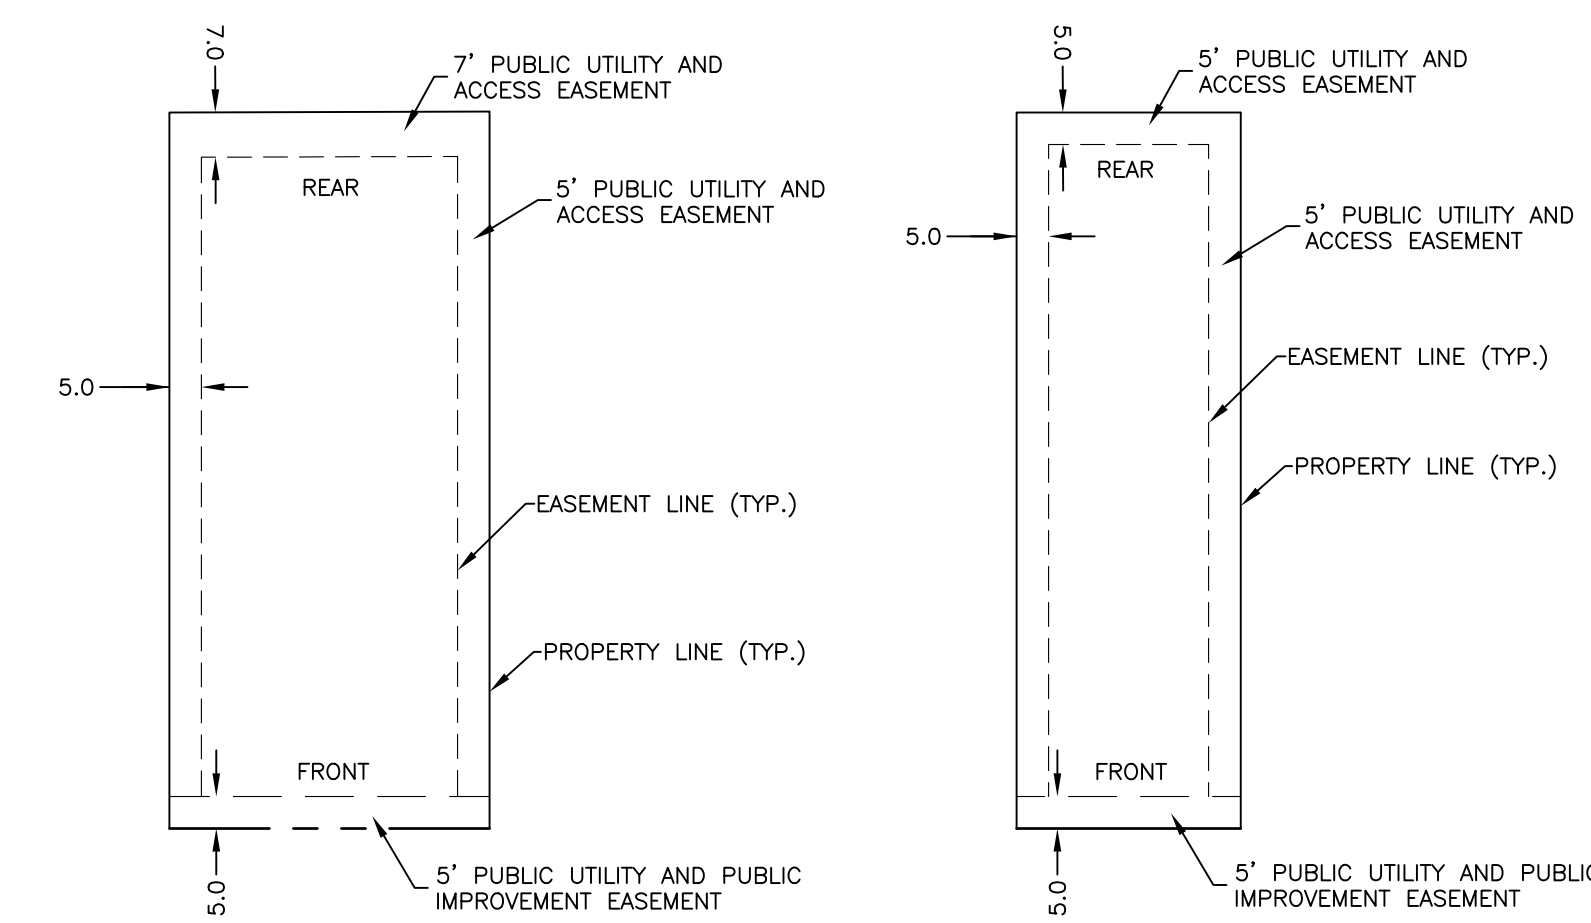 7.0
7' PUBLIC UTILITY AND
ACCESS EASEMENT
REAR
5' PUBLIC UTILITY AND
ACCESS EASEMENT
5.0
EASEMENT LINE (TYP.)
PROPERTY LINE (TYP.)
FRONT
5.0
5' PUBLIC UTILITY AND PUBLIC
IMPROVEMENT EASEMENT
5.0
5' PUBLIC UTILITY AND
ACCESS EASEMENT
REAR
5' PUBLIC UTILITY AND
ACCESS EASEMENT
5.0
EASEMENT LINE (TYP.)
PROPERTY LINE (TYP.)
FRONT
5.0
5' PUBLIC UTILITY AND PUBLIC
IMPROVEMENT EASEMENT